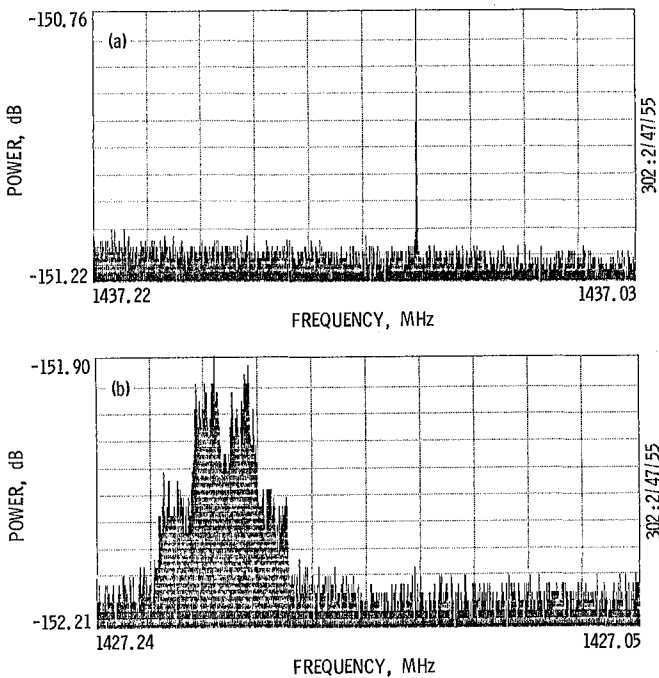 -150.76
(a)
POWER, dB
302:2/47/55
-151.22
1437.22
1437.03
FREQUENCY, MHz
-151.90
(b)
POWER, dB
302:2/47/55
-152.21
1427.24
1427.05
FREQUENCY, MHz